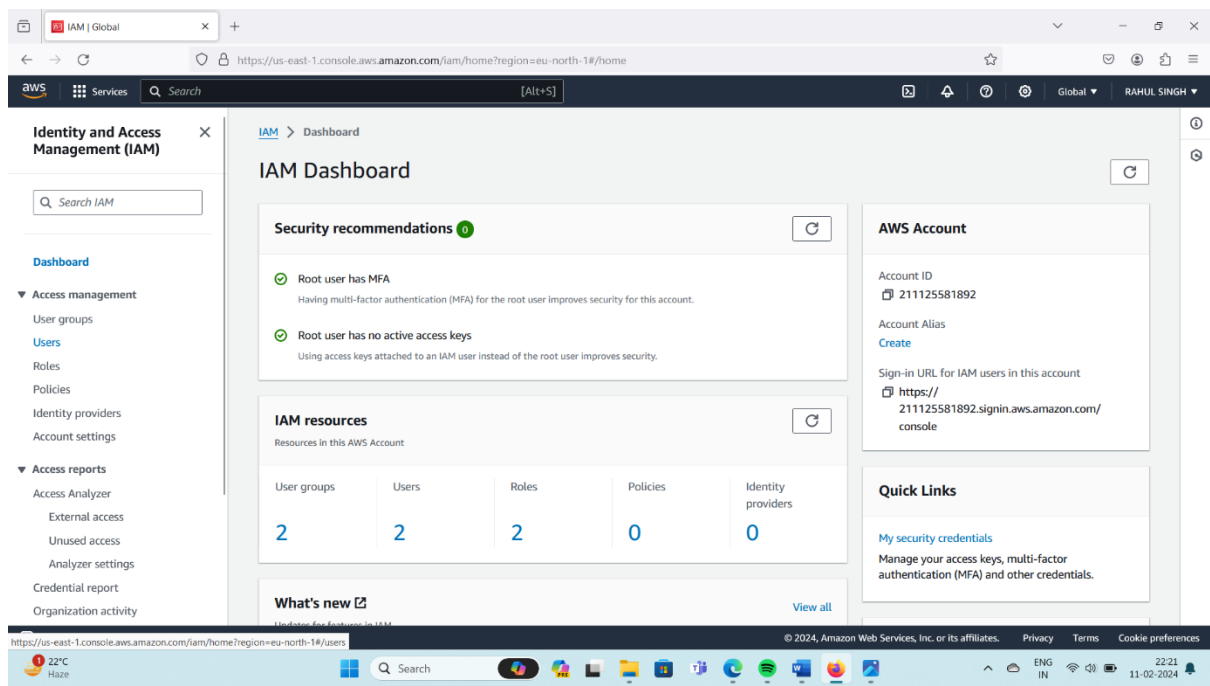 IAM | Global
https://us-east-1.console.aws.amazon.com/iam/home?region=eu-north-1#/home
aws
Services
Search
[Alt+S]
Global
RAHUL SINGH
Identity and Access
Management (IAM)
Search IAM
Dashboard
Access management
User groups
Users
Roles
Policies
Identity providers
Account settings
Access reports
Access Analyzer
External access
Unused access
Analyzer settings
Credential report
Organization activity
IAM > Dashboard
IAM Dashboard
Security recommendations 0
Root user has MFA
Having multi-factor authentication (MFA) for the root user improves security for this account.
Root user has no active access keys
Using access keys attached to an IAM user instead of the root user improves security.
IAM resources
Resources in this AWS Account
User groups
2
Users
2
Roles
2
Policies
0
Identity
providers
0
What's new
View all
Updates for features in IAM
AWS Account
Account ID
211125581892
Account Alias
Create
Sign-in URL for IAM users in this account
https://
211125581892.signin.aws.amazon.com/
console
Quick Links
My security credentials
Manage your access keys, multi-factor
authentication (MFA) and other credentials.
https://us-east-1.console.aws.amazon.com/iam/home?region=eu-north-1#/users
© 2024, Amazon Web Services, Inc. or its affiliates.
Privacy
Terms
Cookie preferences
1
22°C
Haze
Search
PRE
ENG
IN
22:21
11-02-2024